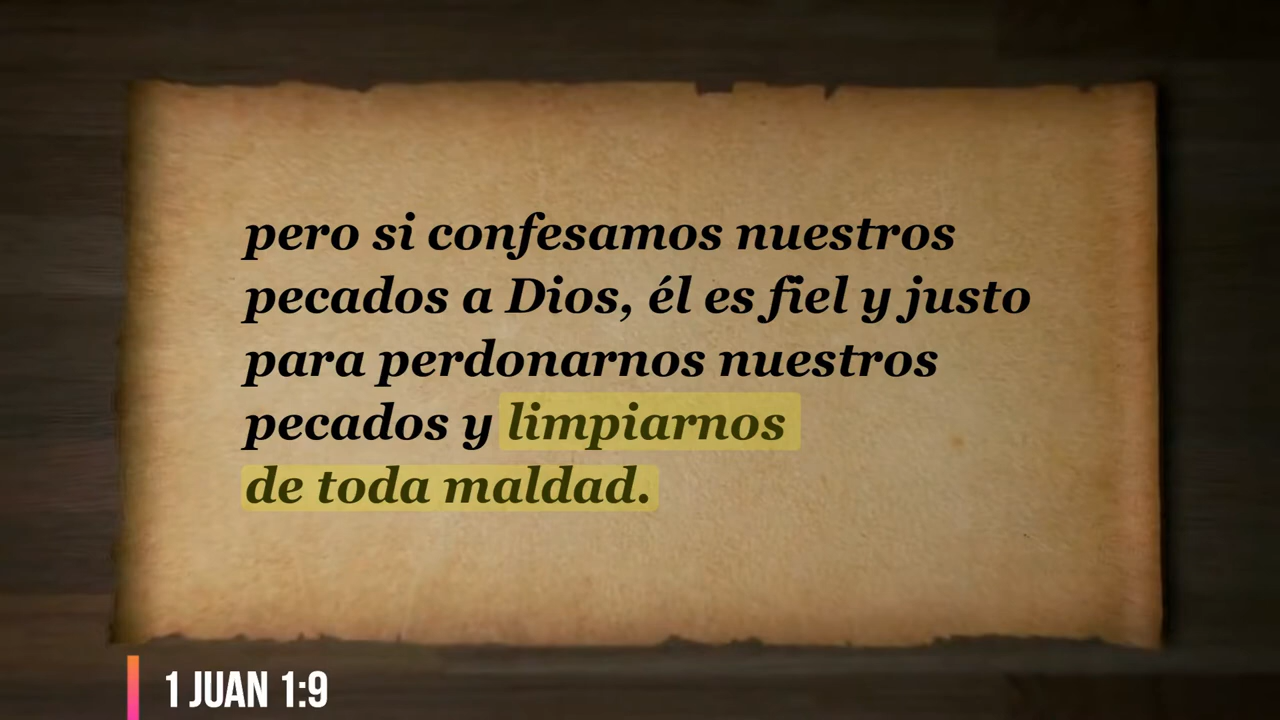 pero si confesamos nuestros
pecados a Dios, él es fiel y justo
para perdonarnos nuestros
pecados y limpiarnos
de toda maldad.
1 JUAN 1:9